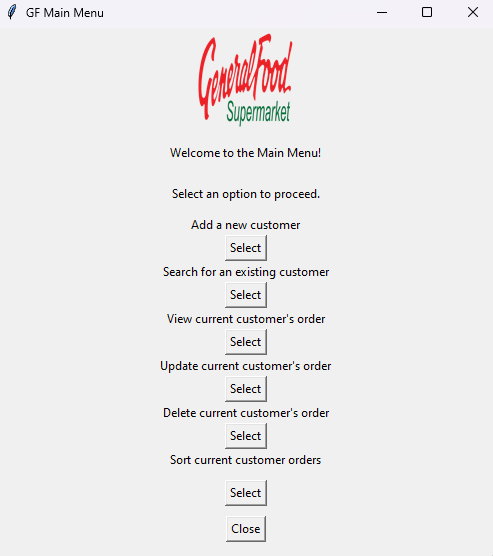 GF Main Menu
General Food
Supermarket
Welcome to the Main Menu!
Select an option to proceed.
Add a new customer
Select
Search for an existing customer
Select
View current customer's order
Select
Update current customer's order
Select
Delete current customer's order
Select
Sort current customer orders
Select
Close